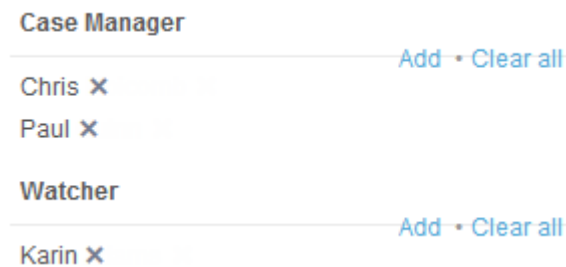 Case Manager
Add • Clear all
Chris ✕
Paul ✕
Watcher
Add • Clear all
Karin ✕